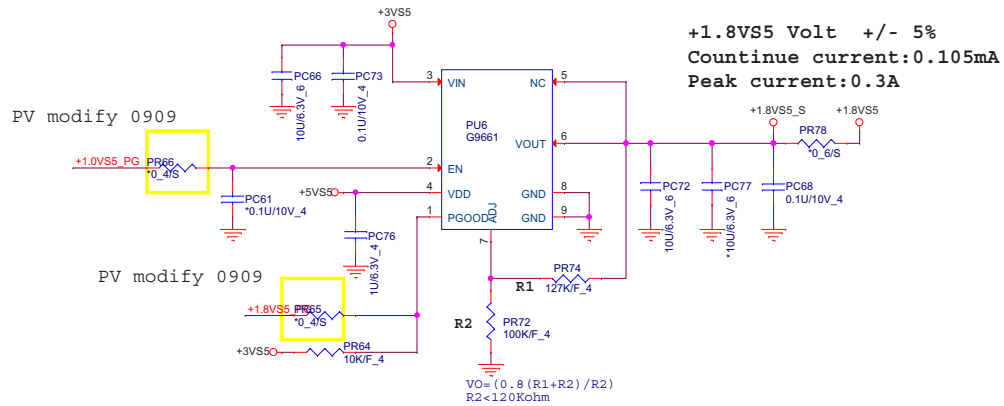 +3VS5
+1.8VS5 Volt +/- 5%
Countinue current:0.105mA
Peak current:0.3A
PC66
10U/6.3V_6
PC73
0.1U/10V_4
3
VIN
NC
5
PU6
G9661
+1.8VS5_S
+1.8VS5
PV modify 0909
+1.0VS5_PG
PR66
*0_4/S
VOUT
6
PR78
*0_6/S
2
EN
PC61
*0.1U/10V_4
+5VS5
4
VDD
GND
8
1
PGOOD
ADJ
GND
9
7
PC72
10U/6.3V_6
PC77
*10U/6.3V_6
PC68
0.1U/10V_4
PC76
1U/6.3V_4
PV modify 0909
R1
PR74
127K/F_4
PR65
*0_4/S
R2
PR72
100K/F_4
+3VS5
PR64
10K/F_4
VO=(0.8(R1+R2)/R2)
R2<120Kohm